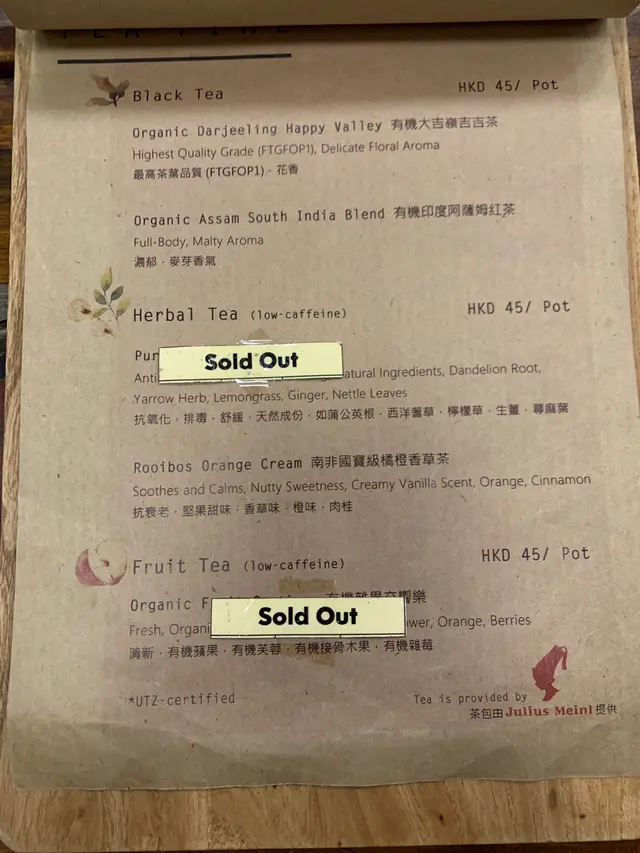 TEA TIME
Black Tea HKD 45/ Pot
Organic Darjeeling Happy Valley 有機大吉嶺吉吉茶
Highest Quality Grade (FTGFOP1), Delicate Floral Aroma
最高茶葉品質 (FTGFOP1)﹒花香
Organic Assam South India Blend 有機印度阿薩姆红茶
Full-Body, Malty Aroma
濃郁﹒麥芽香氣
Herbal Tea (low-caffeine) HKD 45/ Pot
Sold Out
Natural Ingredients, Dandelion Root,
Yarrow Herb, Lemongrass, Ginger, Nettle Leaves
抗氧化﹒排毒﹒舒緩﹒天然成份﹒如蒲公英根﹒西洋蓍草﹒檸檬草﹒生薑﹒蕁麻葉
Rooibos Orange Cream 南非國寶級橘橙香草茶
Soothes and Calms, Nutty Sweetness, Creamy Vanilla Scent, Orange, Cinnamon
抗衰老﹒堅果甜味﹒香草味﹒橙味﹒肉桂
Fruit Tea (low-caffeine) HKD 45/ Pot
Organic
Sold Out
Fresh, Orange, Berries
清新﹒有機蘋果﹒有機芙蓉﹒有機接骨木果﹒有機雜莓
*UTZ-certified
Tea is provided by
茶包由 Julius Meinl 提供